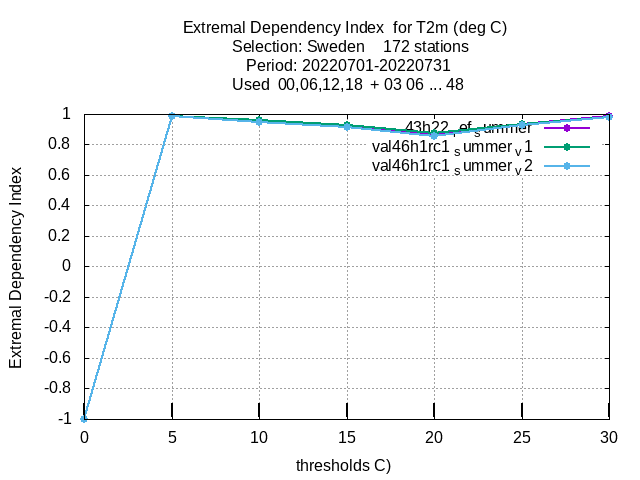 Extremal Dependency Index for T2m (deg C)
Selection: Sweden 172 stations
Period: 20220701-20220731
Used 00,06,12,18 + 03 06 ... 48
43h22_ref_summer
val46h1rc1_summer_v1
val46h1rc1_summer_v2
Extremal Dependency Index
1
0.8
0.6
0.4
0.2
0
-0.2
-0.4
-0.6
-0.8
-1
0 5 10 15 20 25 30
thresholds C)